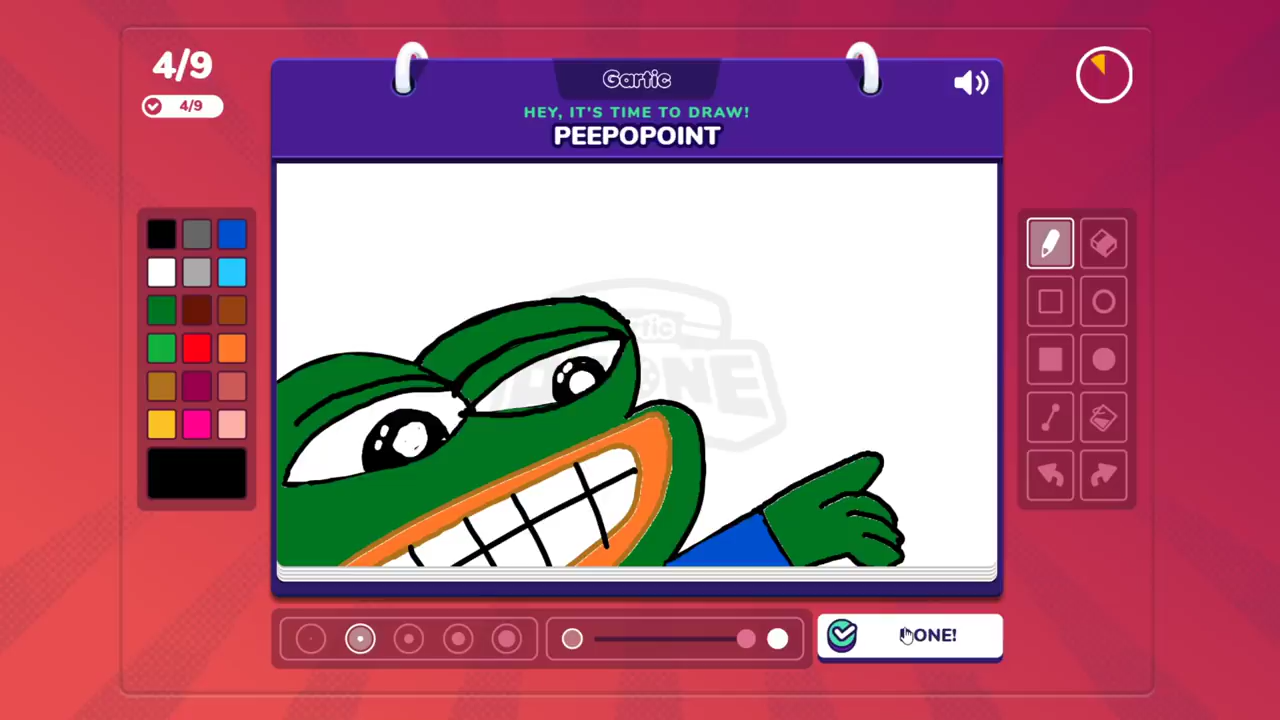 4/9
4/9
Gartic
HEY, IT'S TIME TO DRAW!
PEEPOPOINT
ONE!